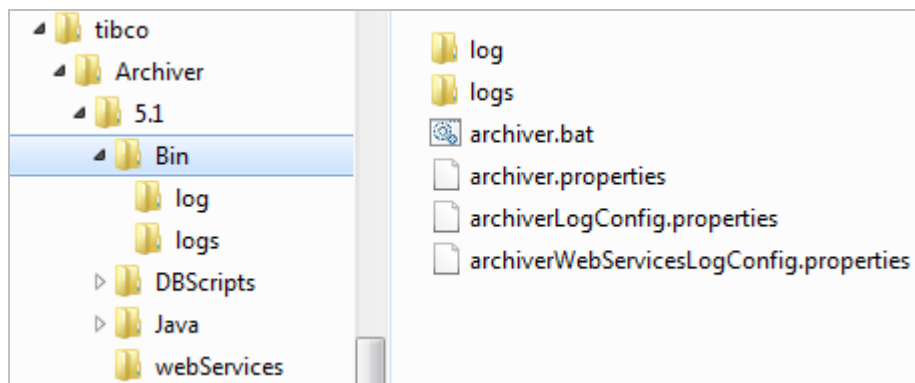 tibco
Archiver
5.1
Bin
log
logs
DBScripts
Java
webServices
log
logs
archiver.bat
archiver.properties
archiverLogConfig.properties
archiverWebServicesLogConfig.properties